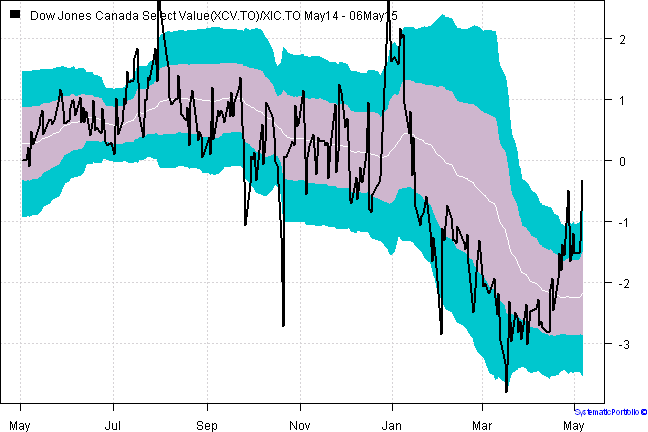 Dow Jones Canada Select Value(XCV.TO)/XIC.TO May14 - 06May15
2
1
0
-1
-2
-3
May Jul Sep Nov Jan Mar May
SystematicPortfolio ©